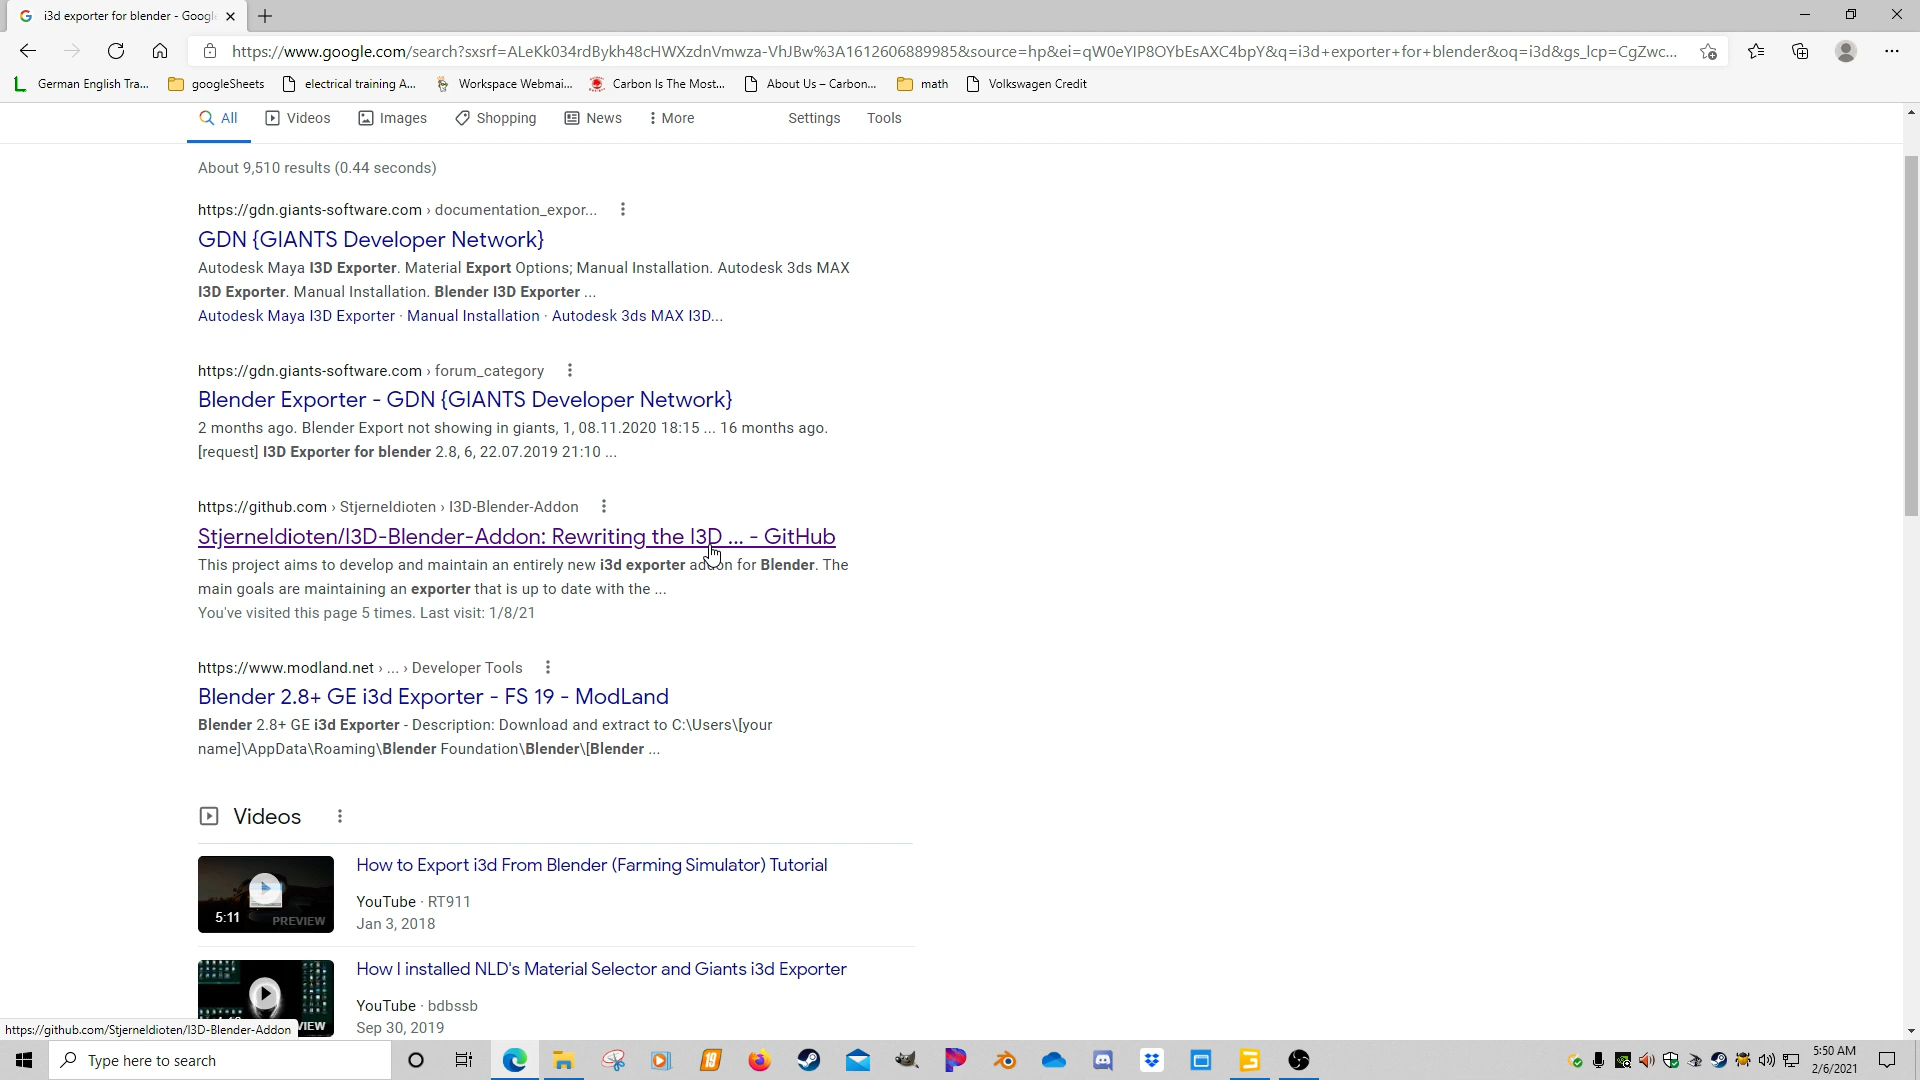 i3d exporter for blender - Googl
https://www.google.com/search?sxsrf=ALeKk034rdBykh48cHWXzdnVmwza-VhJBw%3A1612606889985&source=hp&ei=qW0eYIP8OYbEsAXC4bpY&q=i3d+exporter+for+blender&oq=i3d&gs_lcp=CgZwc...
German English Tra...
googleSheets
electrical training A...
Workspace Webmai...
Carbon Is The Most...
About Us – Carbon...
math
Volkswagen Credit
All
Videos
Images
Shopping
News
More
Settings
Tools
About 9,510 results (0.44 seconds)
https://gdn.giants-software.com › documentation_expor...
GDN {GIANTS Developer Network}
Autodesk Maya I3D Exporter. Material Export Options; Manual Installation. Autodesk 3ds MAX
I3D Exporter. Manual Installation. Blender I3D Exporter ...
Autodesk Maya I3D Exporter · Manual Installation · Autodesk 3ds MAX I3D...
https://gdn.giants-software.com › forum_category
Blender Exporter - GDN {GIANTS Developer Network}
2 months ago. Blender Export not showing in giants, 1, 08.11.2020 18:15 ... 16 months ago.
[request] I3D Exporter for blender 2.8, 6, 22.07.2019 21:10 ...
https://github.com › StjerneIdioten › I3D-Blender-Addon
StjerneIdioten/I3D-Blender-Addon: Rewriting the I3D ... - GitHub
This project aims to develop and maintain an entirely new i3d exporter addon for Blender. The
main goals are maintaining an exporter that is up to date with the ...
You've visited this page 5 times. Last visit: 1/8/21
https://www.modland.net › ... › Developer Tools
Blender 2.8+ GE i3d Exporter - FS 19 - ModLand
Blender 2.8+ GE i3d Exporter - Description: Download and extract to C:\Users\[your
name]\AppData\Roaming\Blender Foundation\Blender\[Blender ...
Videos
How to Export i3d From Blender (Farming Simulator) Tutorial
5:11
PREVIEW
YouTube · RT911
Jan 3, 2018
How I installed NLD's Material Selector and Giants i3d Exporter
YouTube · bdbssb
Sep 30, 2019
https://github.com/StjerneIdioten/I3D-Blender-Addon
Type here to search
19
5:50 AM
2/6/2021